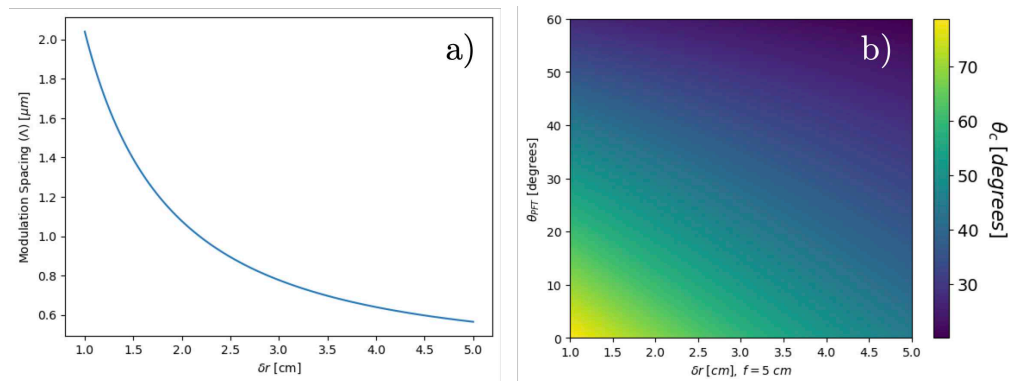 a)
2.0
1.8
1.6
1.4
1.2
1.0
0.8
0.6
Modulation Spacing (Λ) [μm]
1.0 1.5 2.0 2.5 3.0 3.5 4.0 4.5 5.0
δr [cm]
b)
60
50
40
30
20
10
0
θPFT [degrees]
1.0 1.5 2.0 2.5 3.0 3.5 4.0 4.5 5.0
δr [cm], f = 5 cm
70
60
50
40
30
θc [degrees]